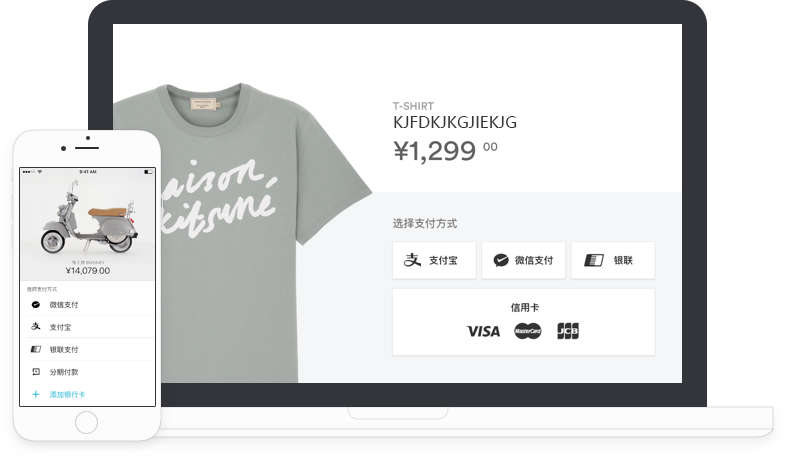 T-SHIRT
KJFDKJKGJIEKJG
¥1,299 00
选择支付方式
支付宝
微信支付
银联
信用卡
VISA
MasterCard
JCB
maison
kitsuné
9:41 AM
¥14,079.00
选择支付方式
微信支付
支付宝
银联支付
分期付款
添加银行卡